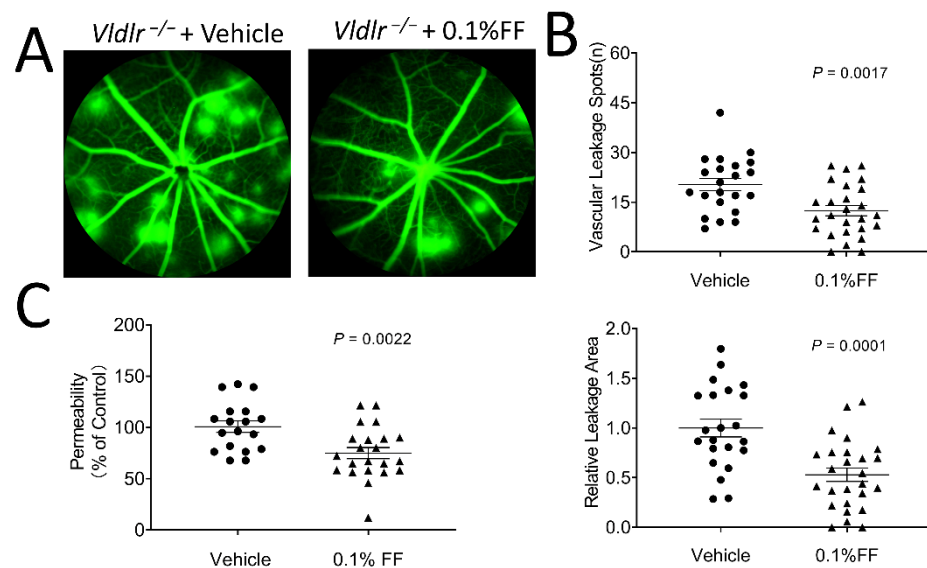 A
Vldlr −/− + Vehicle
Vldlr −/− + 0.1%FF
B
Vascular Leakage Spots(n)
60
45
30
15
0
P = 0.0017
Vehicle
0.1%FF
C
Permeability
(% of Control)
200
150
100
50
0
P = 0.0022
Vehicle
0.1% FF
Relative Leakage Area
2.0
1.5
1.0
0.5
0.0
P = 0.0001
Vehicle
0.1%FF